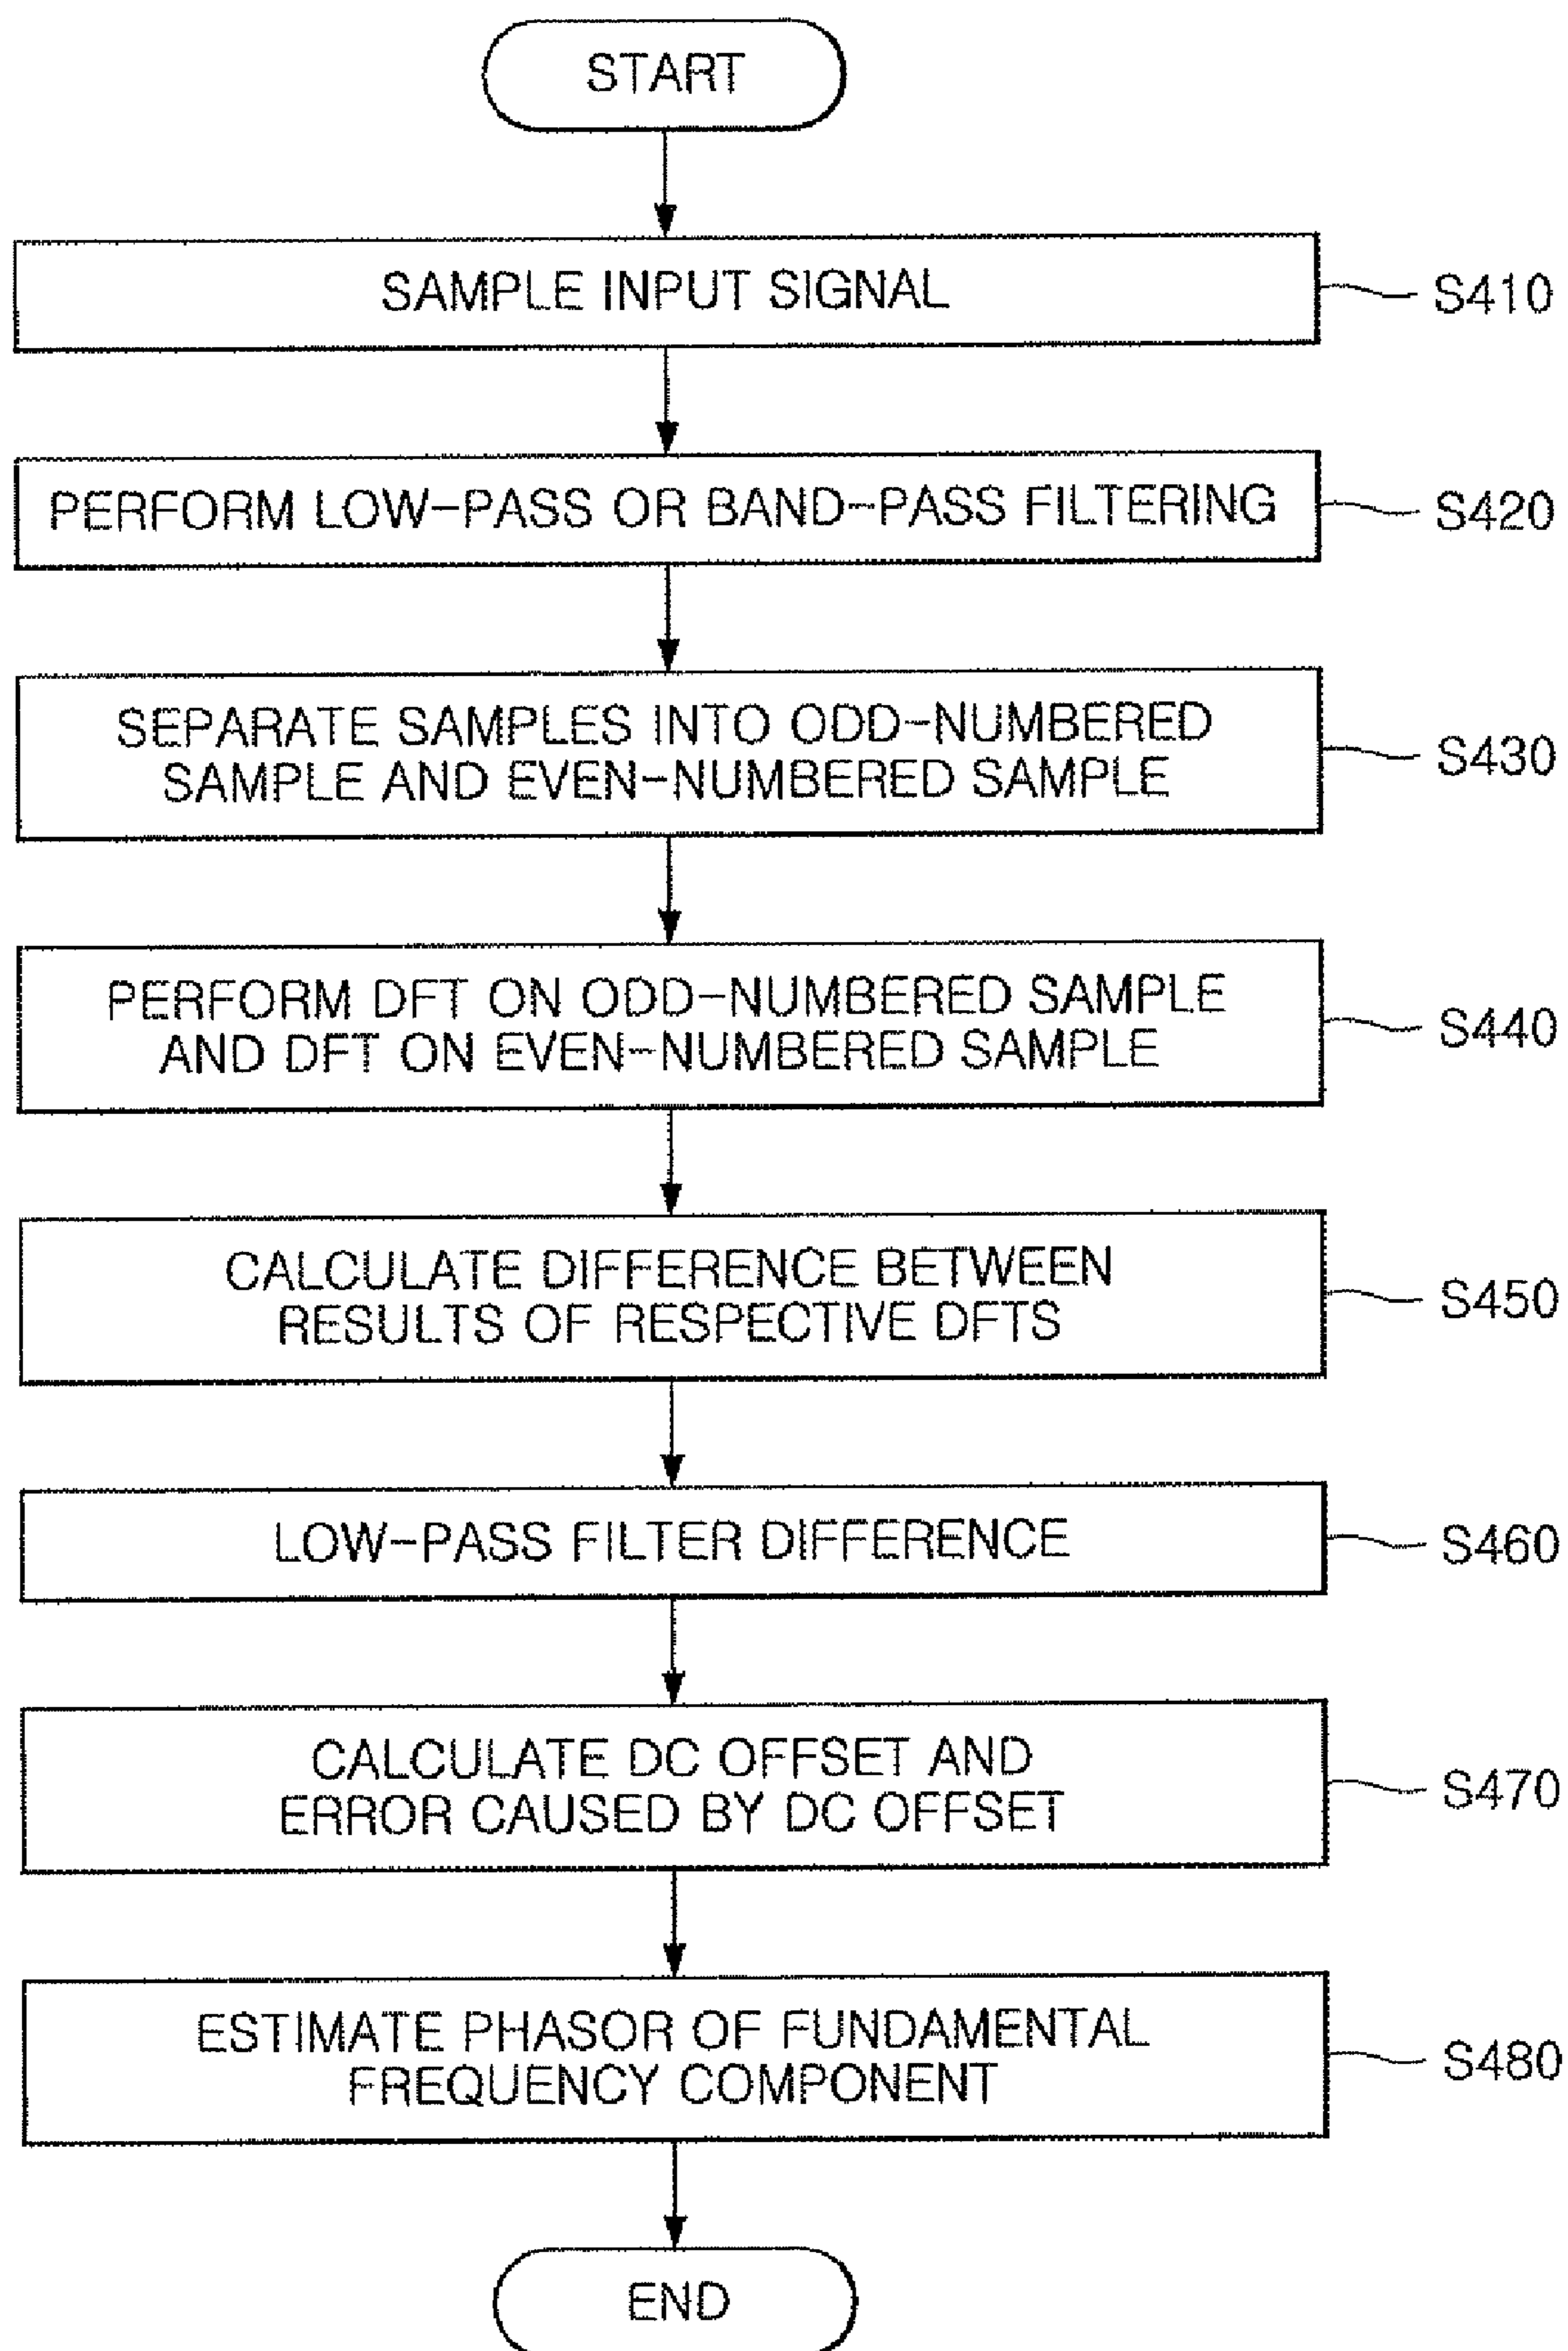 START
SAMPLE INPUT SIGNAL
S410
PERFORM LOW-PASS OR BAND-PASS FILTERING
S420
SEPARATE SAMPLES INTO ODD-NUMBERED
SAMPLE AND EVEN-NUMBERED SAMPLE
S430
PERFORM DFT ON ODD-NUMBERED SAMPLE
AND DFT ON EVEN-NUMBERED SAMPLE
S440
CALCULATE DIFFERENCE BETWEEN
RESULTS OF RESPECTIVE DFTS
S450
LOW-PASS FILTER DIFFERENCE
S460
CALCULATE DC OFFSET AND
ERROR CAUSED BY DC OFFSET
S470
ESTIMATE PHASOR OF FUNDAMENTAL
FREQUENCY COMPONENT
S480
END